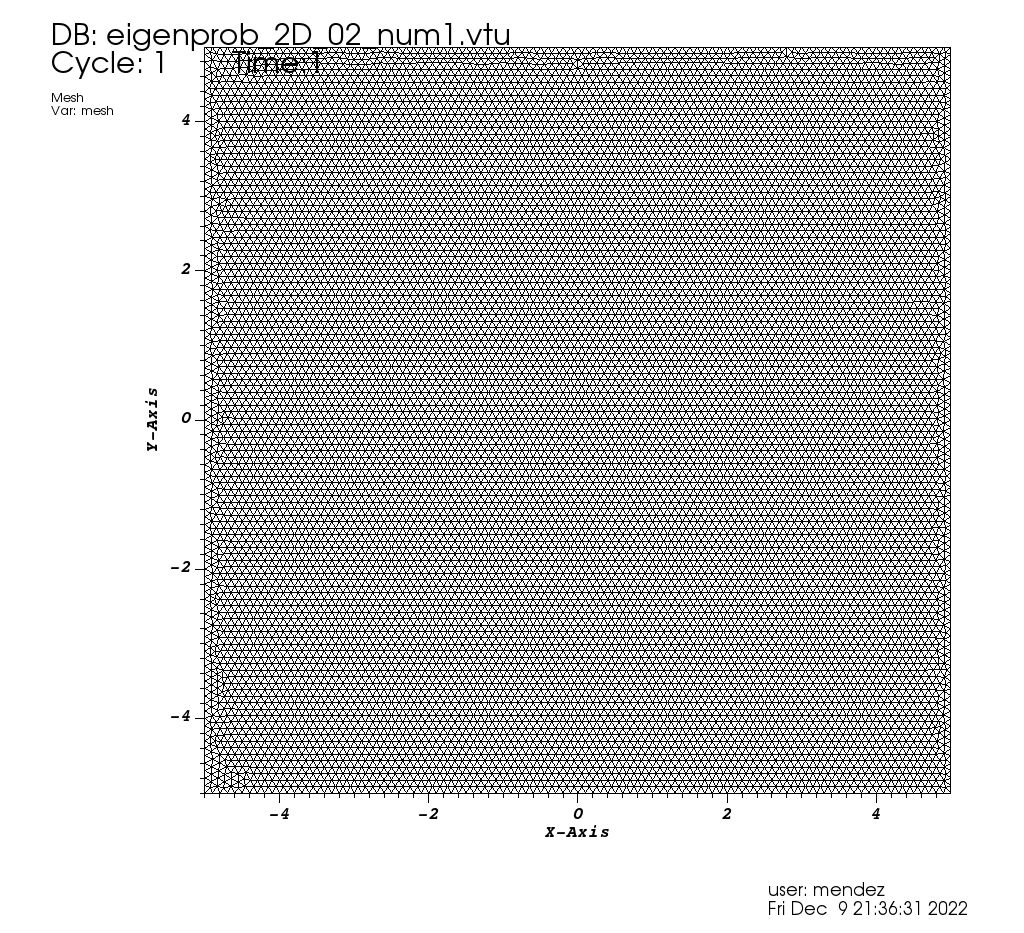 DB: eigenprob_2D_02_num1.vtu
Cycle: 1 Time:1
Mesh
Var: mesh
4
2
0
-2
-4
Y-Axis
-4 -2 0 2 4
X-Axis
user: mendez
Fri Dec 9 21:36:31 2022